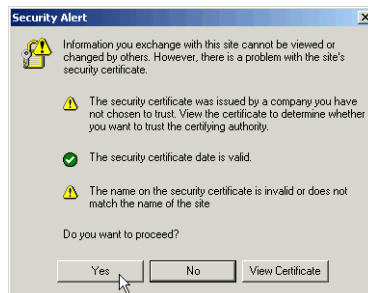 Security Alert
Information you exchange with this site cannot be viewed or
changed by others. However, there is a problem with the site's
security certificate.
The security certificate was issued by a company you have
not chosen to trust. View the certificate to determine whether
you want to trust the certifying authority.
The security certificate date is valid.
The name on the security certificate is invalid or does not
match the name of the site
Do you want to proceed?
Yes No View Certificate